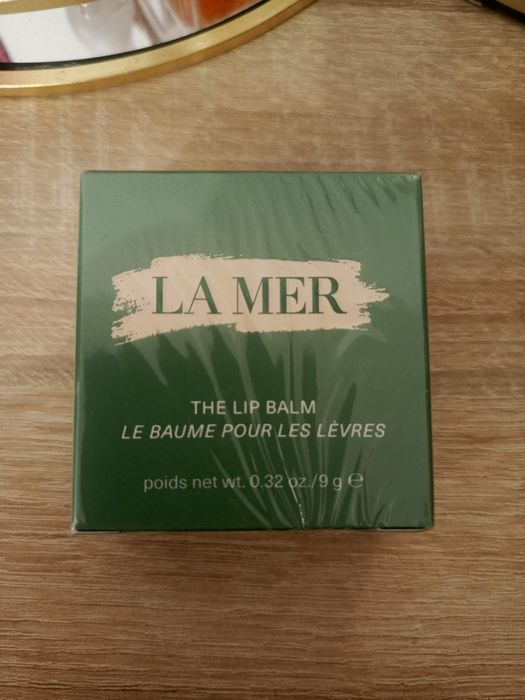 LA MER
THE LIP BALM
LE BAUME POUR LES LÈVRES
poids net wt. 0.32 oz./9 g ℮